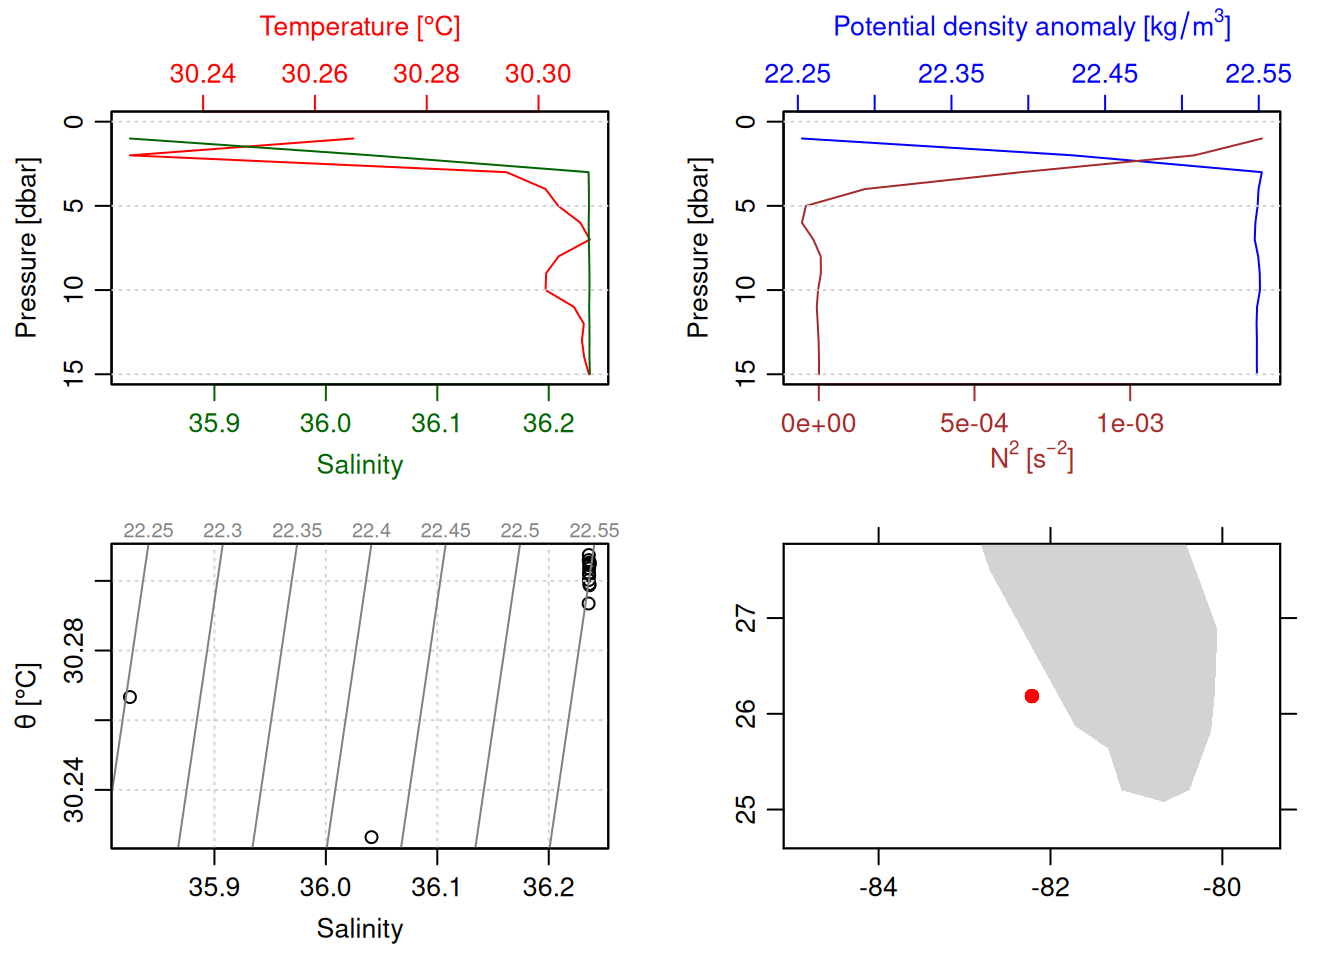 Temperature [°C]
30.24 30.26 30.28 30.30
Pressure [dbar]
0
5
10
15
35.9 36.0 36.1 36.2
Salinity
Potential density anomaly [kg/m³]
22.25 22.35 22.45 22.55
Pressure [dbar]
0
5
10
15
0e+00 5e-04 1e-03
N² [s⁻²]
22.25 22.3 22.35 22.4 22.45 22.5 22.55
θ [°C]
30.28
30.24
35.9 36.0 36.1 36.2
Salinity
27
26
25
-84 -82 -80